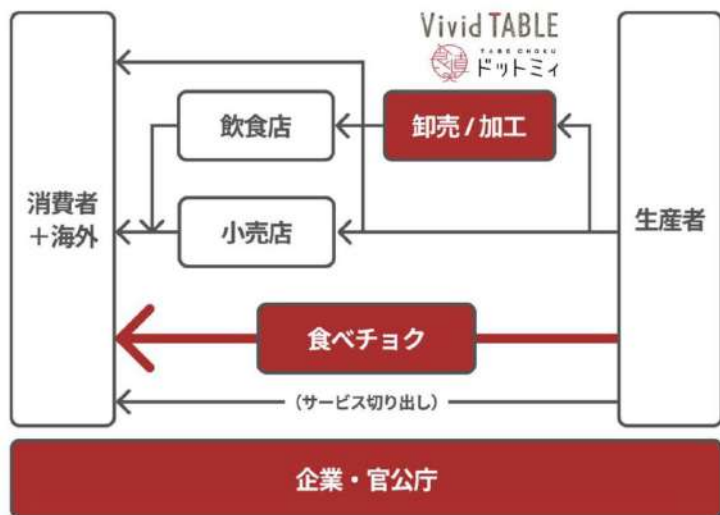 Vivid TABLE
食直
TABE CHOKU
ドットミィ
飲食店
卸売 / 加工
消費者
＋海外
小売店
生産者
食べチョク
（サービス切り出し）
企業・官公庁